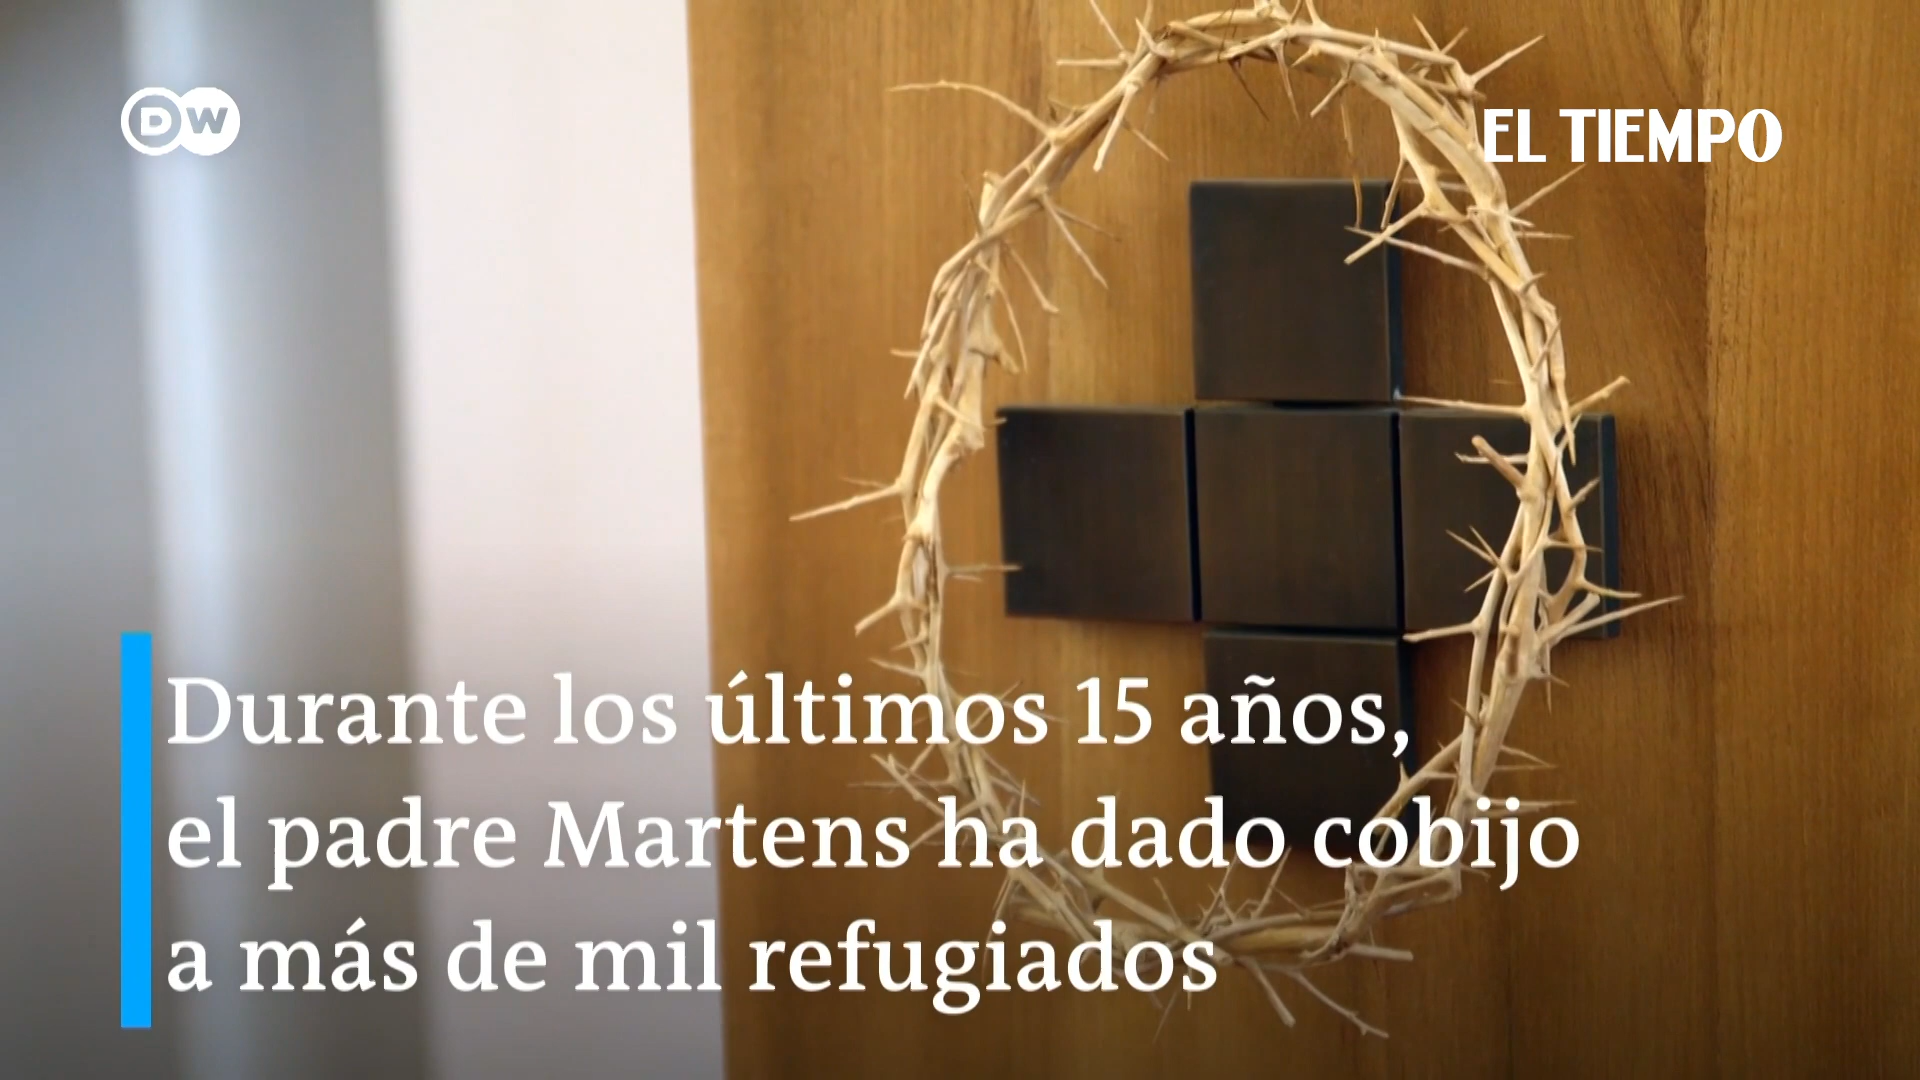 DW
EL TIEMPO
Durante los últimos 15 años,
el padre Martens ha dado cobijo
a más de mil refugiados